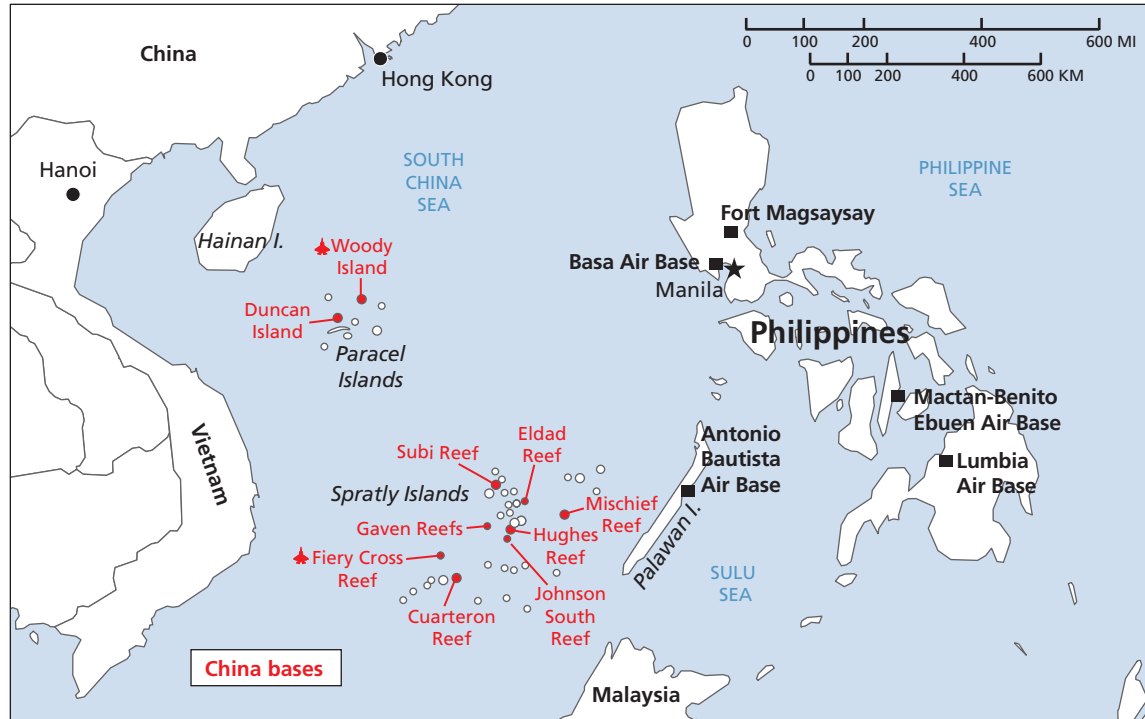 China
Hong Kong
0 100 200 400 600 MI
0 100 200 400 600 KM
Hanoi
SOUTH
CHINA
SEA
PHILIPPINE
SEA
Hainan I.
Fort Magsaysay
Woody
Island
Basa Air Base
Manila
Duncan
Island
Philippines
Paracel
Islands
Vietnam
Mactan-Benito
Ebuen Air Base
Antonio
Bautista
Air Base
Eldad
Reef
Subi Reef
Lumbia
Air Base
Spratly Islands
Mischief
Reef
Gaven Reefs
Hughes
Reef
Palawan I.
Fiery Cross
Reef
SULU
SEA
Johnson
South
Reef
Cuarteron
Reef
China bases
Malaysia